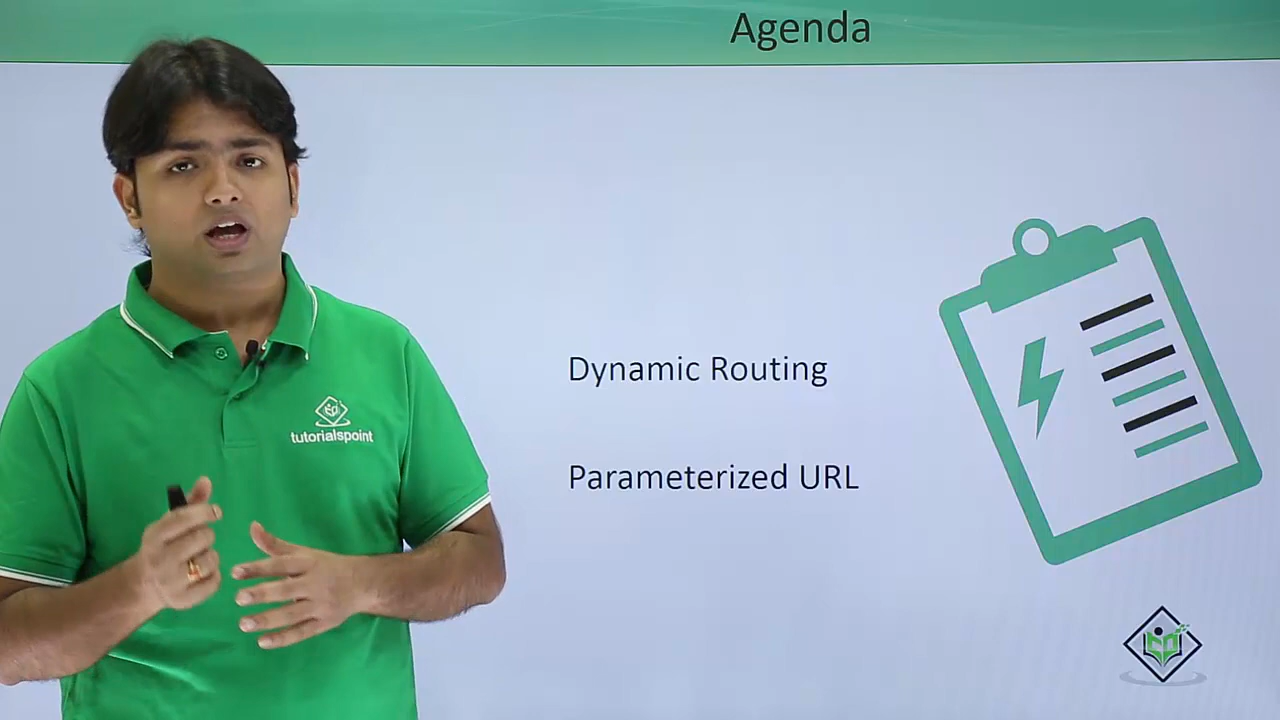 Agenda
Dynamic Routing
Parameterized URL
tutorialspoint